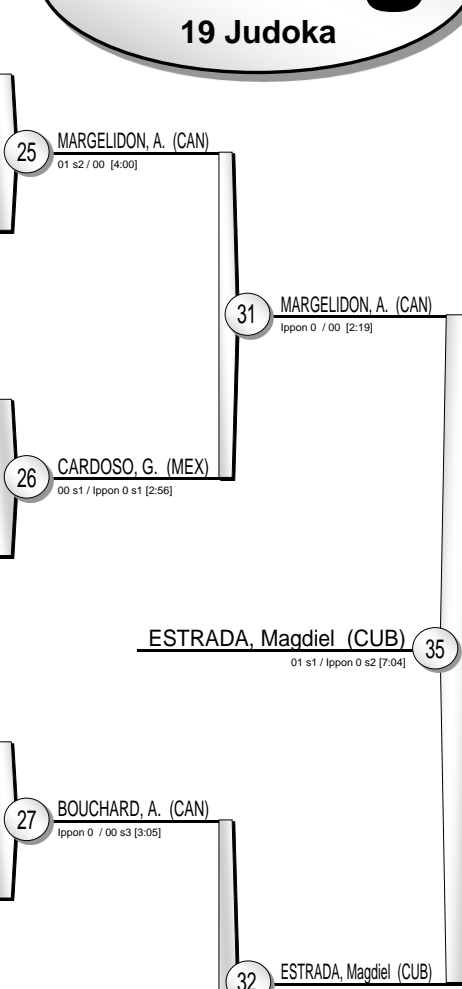 19 Judoka
25
MARGELIDON, A. (CAN)
01 s2 / 00 [4:00]
31
MARGELIDON, A. (CAN)
Ippon 0 / 00 [2:19]
26
CARDOSO, G. (MEX)
00 s1 / Ippon 0 s1 [2:56]
ESTRADA, Magdiel (CUB)
01 s1 / Ippon 0 s2 [7:04]
35
27
BOUCHARD, A. (CAN)
Ippon 0 / 00 s3 [3:05]
32
ESTRADA, Magdiel (CUB)